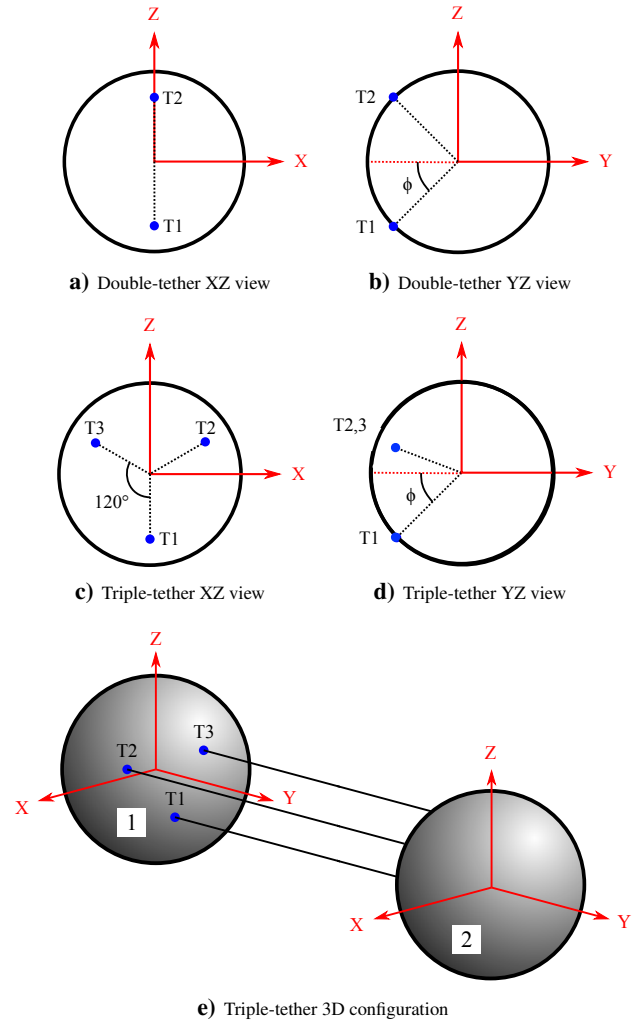 Z
T2
X
T1
a) Double-tether XZ view
Z
T2
Y
ϕ
T1
b) Double-tether YZ view
Z
T3
T2
X
120°
T1
c) Triple-tether XZ view
Z
T2,3
Y
ϕ
T1
d) Triple-tether YZ view
Z
T3
T2
X
T1
Y
1
Z
X
Y
2
e) Triple-tether 3D configuration